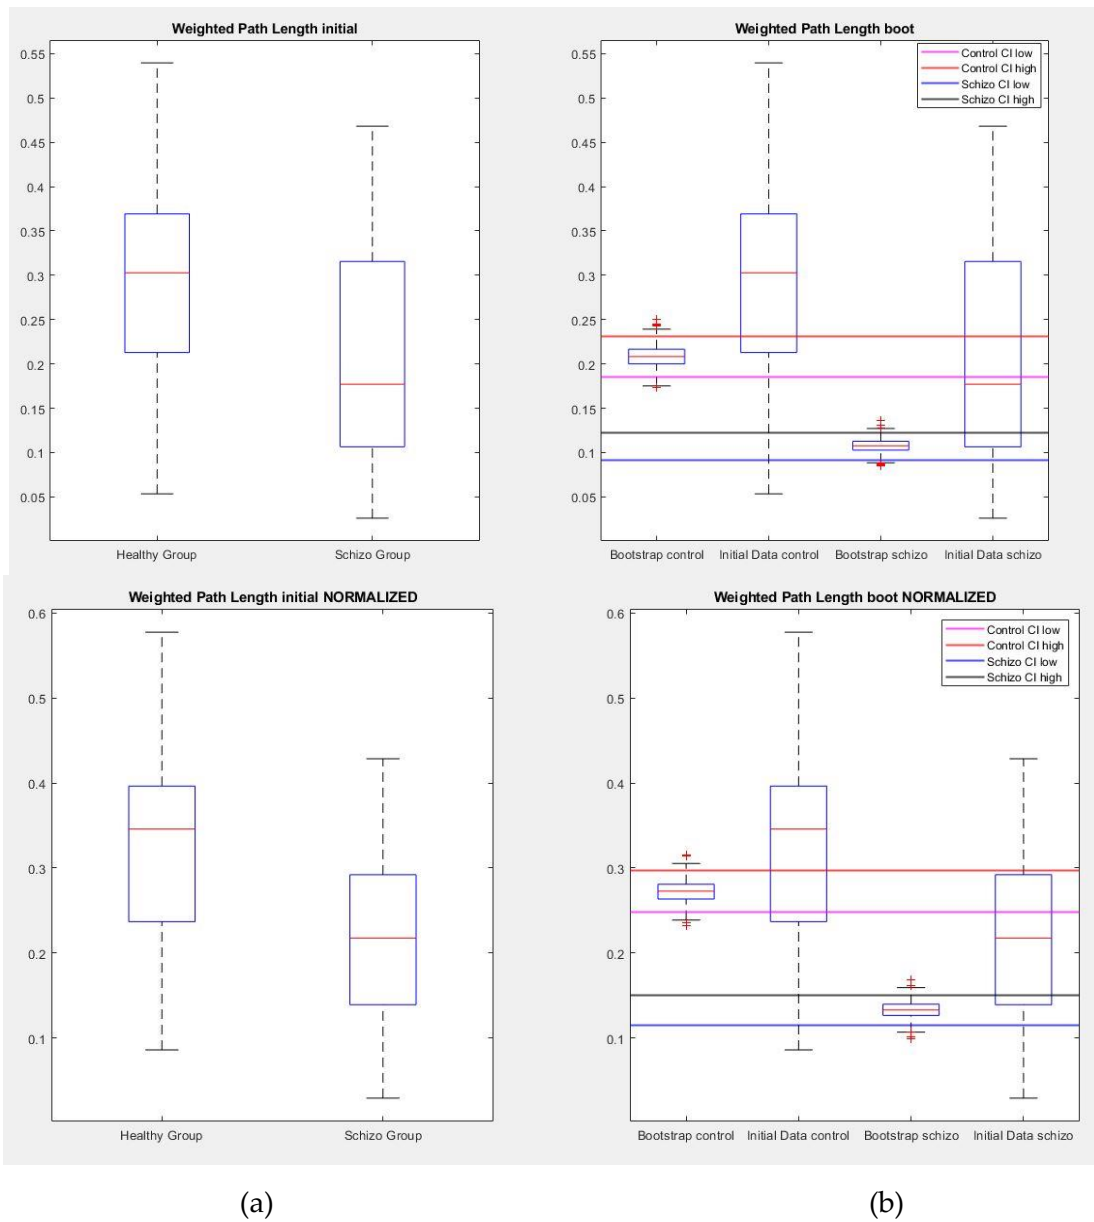 Weighted Path Length initial
0.55
0.5
0.45
0.4
0.35
0.3
0.25
0.2
0.15
0.1
0.05
Healthy Group
Schizo Group
Weighted Path Length boot
Control CI low
Control CI high
Schizo CI low
Schizo CI high
0.55
0.5
0.45
0.4
0.35
0.3
0.25
0.2
0.15
0.1
0.05
Bootstrap control
Initial Data control
Bootstrap schizo
Initial Data schizo
Weighted Path Length initial NORMALIZED
0.6
0.5
0.4
0.3
0.2
0.1
Healthy Group
Schizo Group
Weighted Path Length boot NORMALIZED
Control CI low
Control CI high
Schizo CI low
Schizo CI high
0.6
0.5
0.4
0.3
0.2
0.1
Bootstrap control
Initial Data control
Bootstrap schizo
Initial Data schizo
(a)
(b)